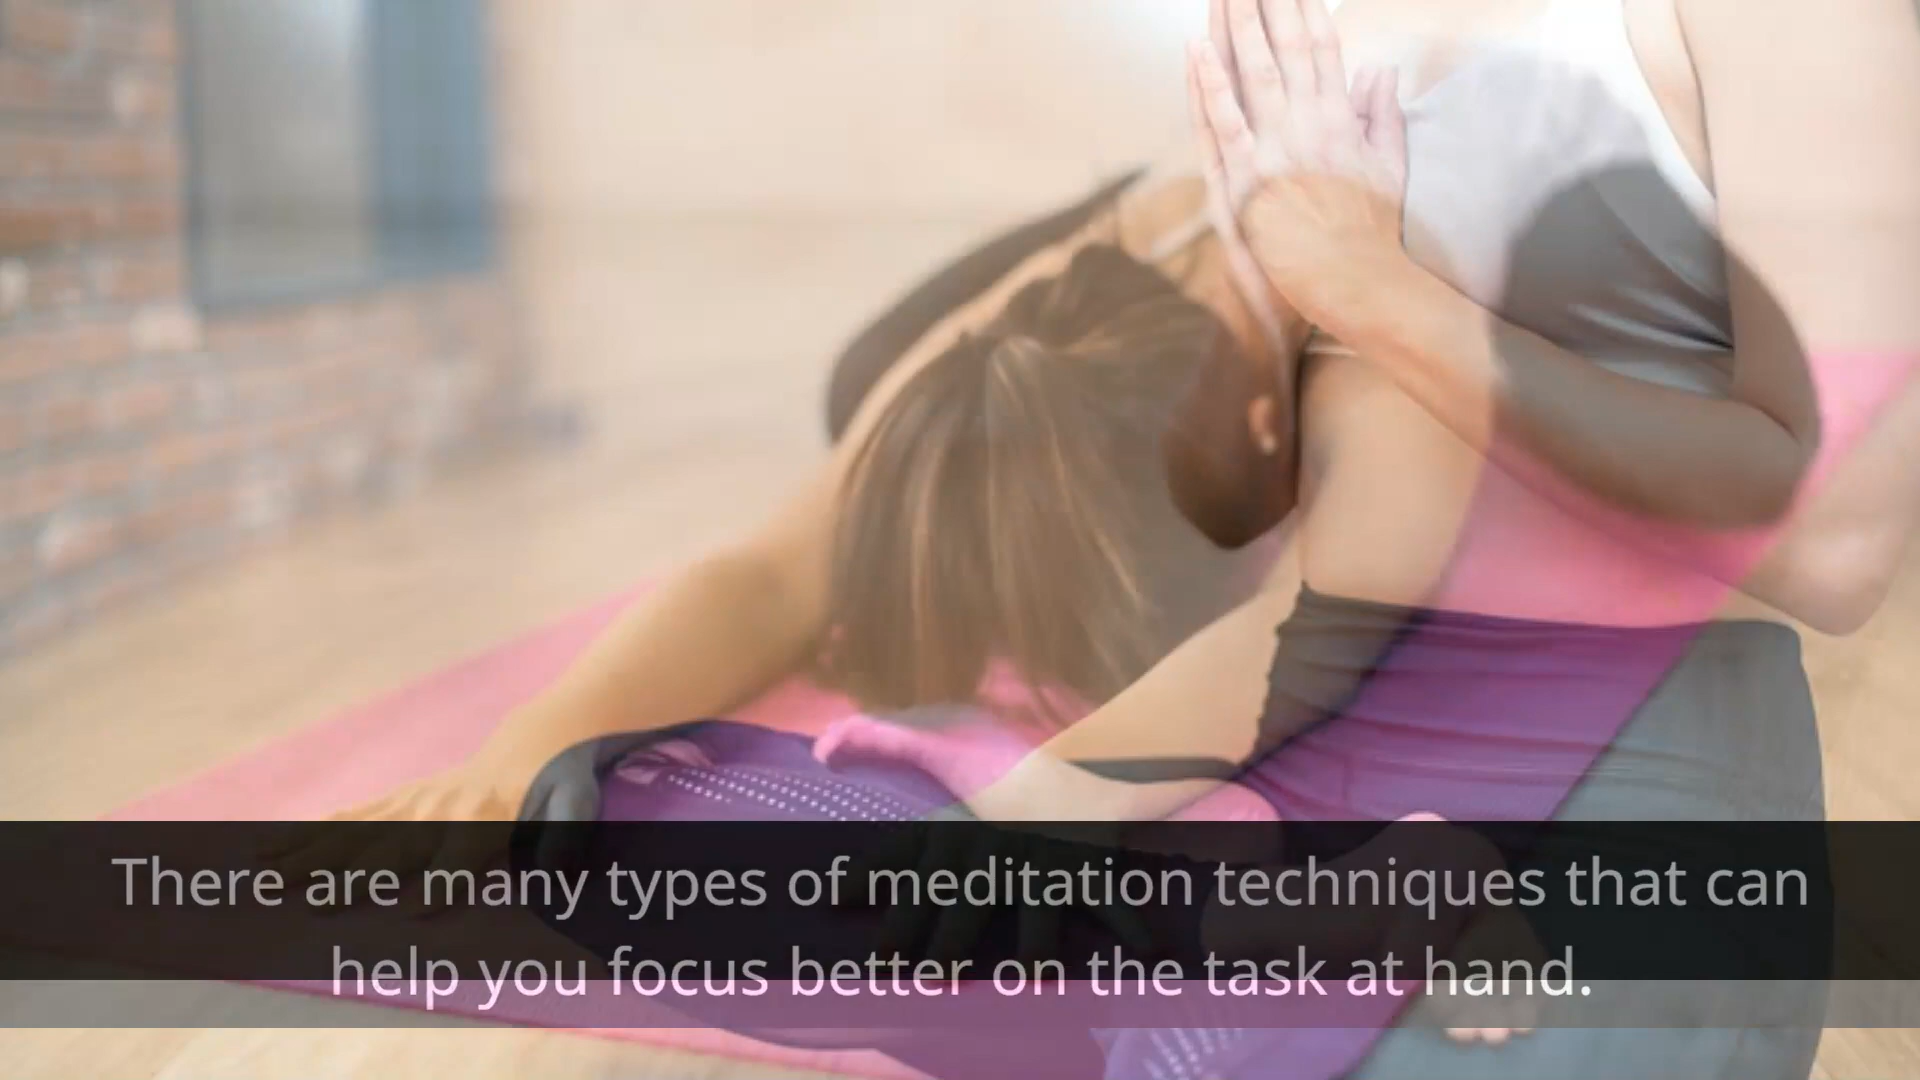 There are many types of meditation techniques that can
help you focus better on the task at hand.